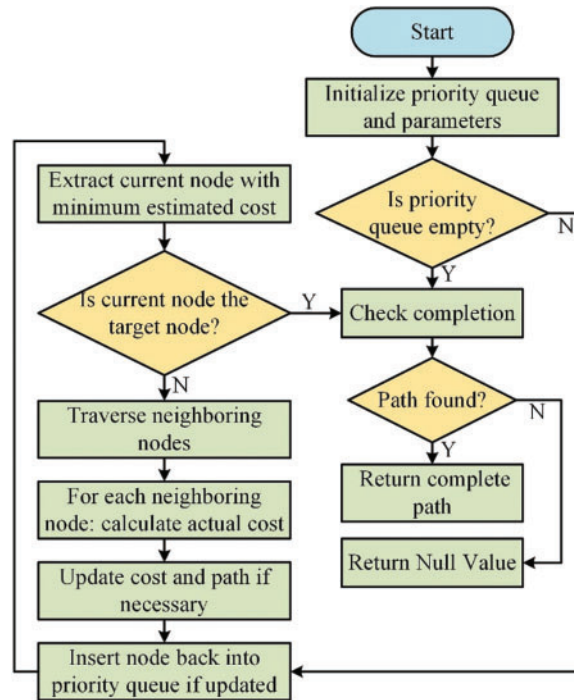 Start
Initialize priority queue
and parameters
Is priority
queue empty?
N
Y
Extract current node with
minimum estimated cost
Is current node the
target node?
Y
N
Check completion
Path found?
N
Y
Return complete
path
Return Null Value
Traverse neighboring
nodes
For each neighboring
node: calculate actual cost
Update cost and path if
necessary
Insert node back into
priority queue if updated